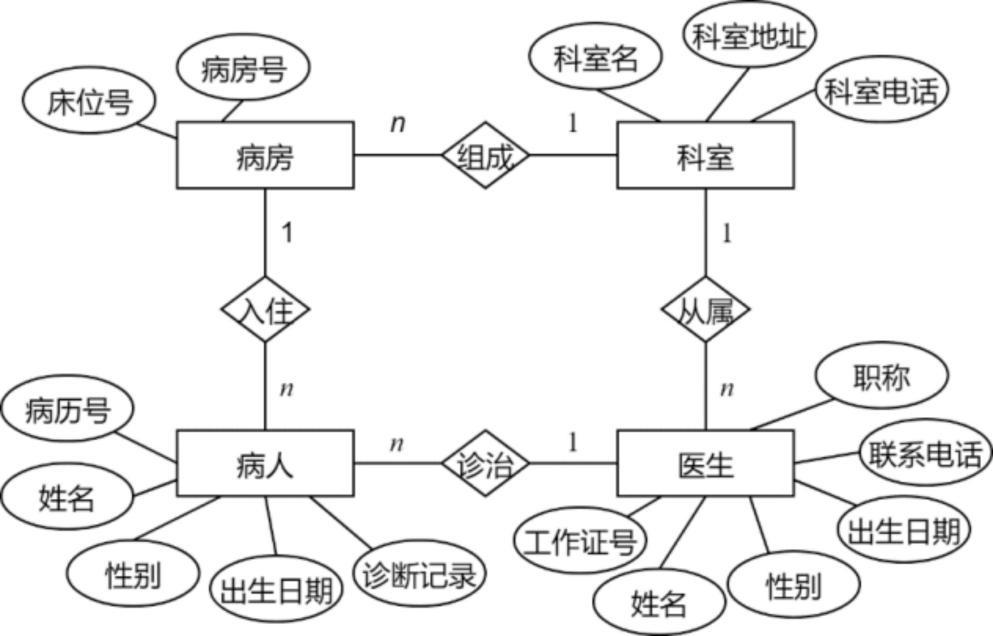 科室地址
科室名
病房号
科室电话
床位号
n
1
病房
组成
科室
1
1
入住
从属
职称
n
n
病历号
n
1
联系电话
病人
诊治
医生
姓名
出生日期
工作证号
性别
出生日期
诊断记录
性别
姓名